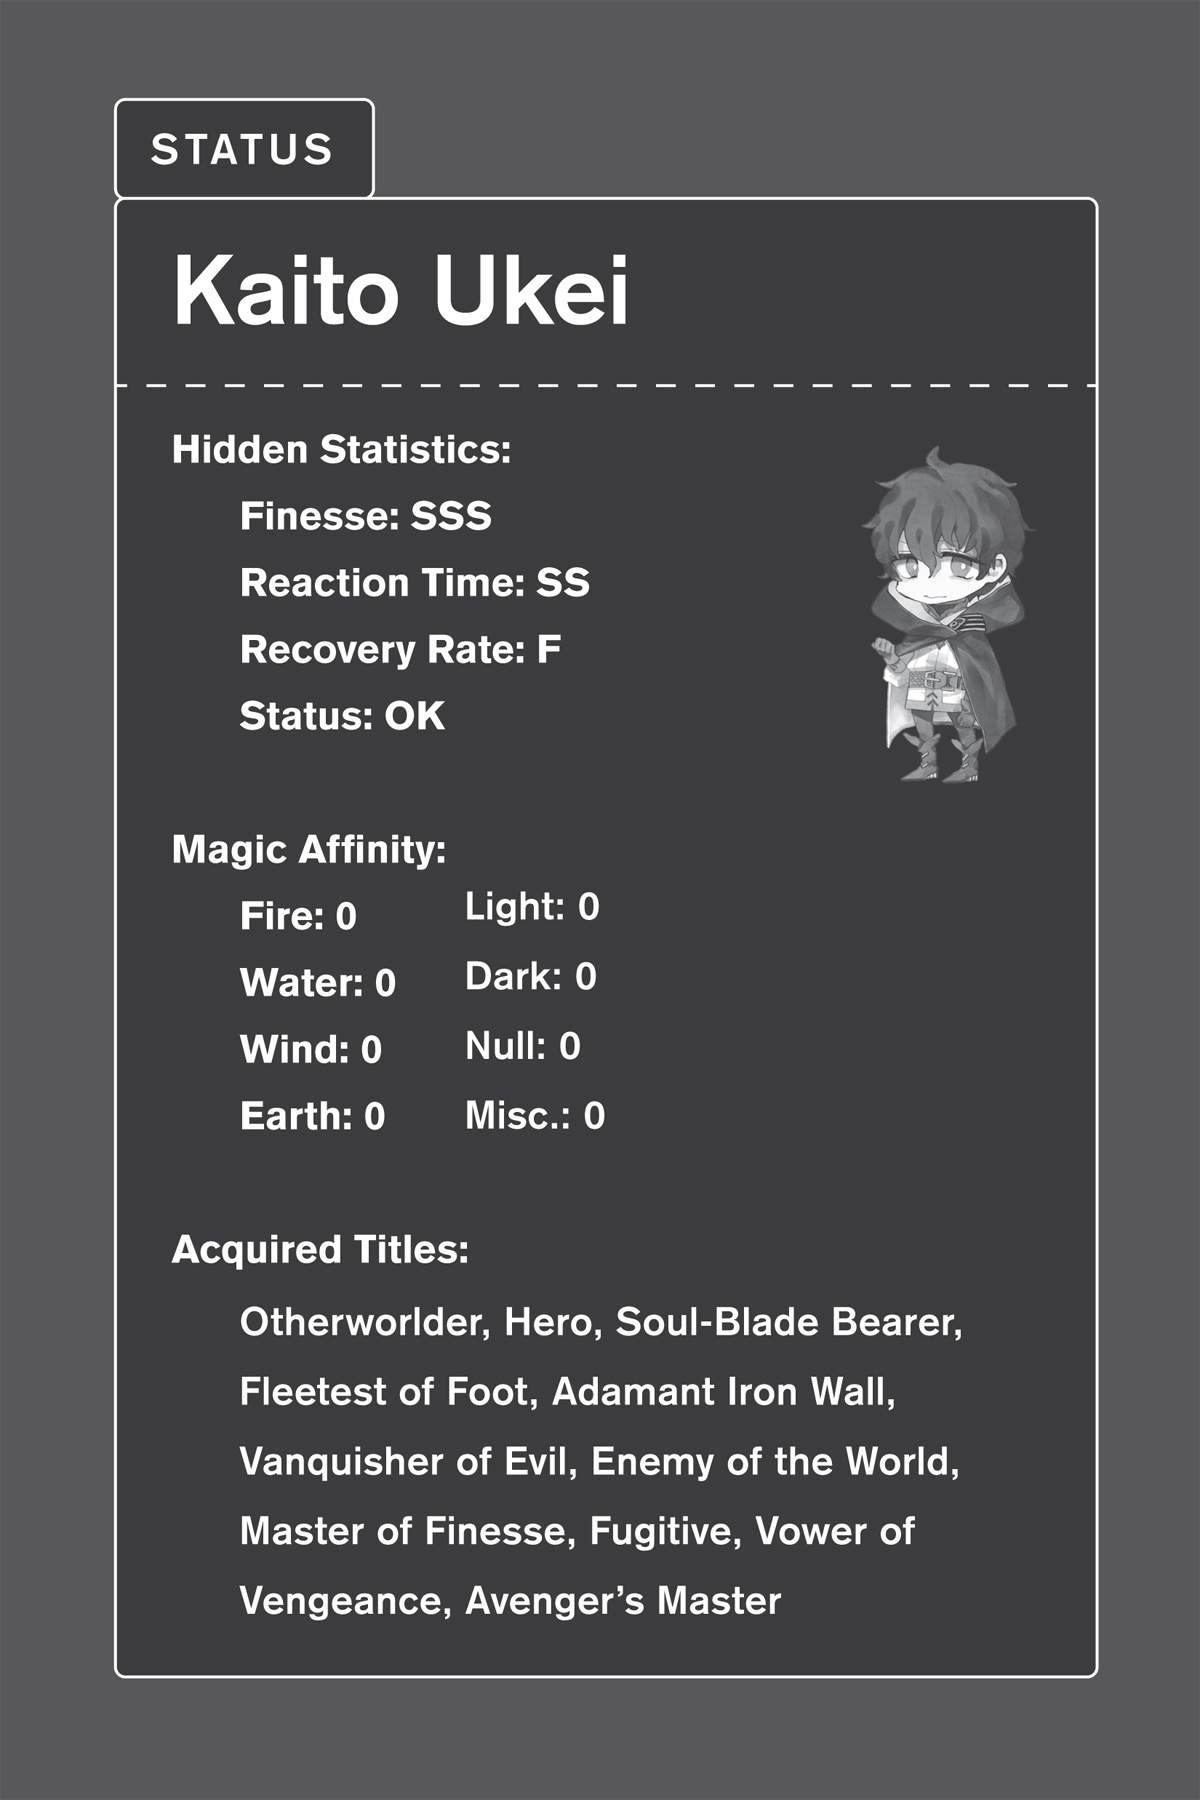 STATUS
Kaito Ukei
Hidden Statistics:
Finesse: SSS
Reaction Time: SS
Recovery Rate: F
Status: OK
Magic Affinity:
Fire: 0
Water: 0
Wind: 0
Earth: 0
Light: 0
Dark: 0
Null: 0
Misc.: 0
Acquired Titles:
Otherworlder, Hero, Soul-Blade Bearer,
Fleetest of Foot, Adamant Iron Wall,
Vanquisher of Evil, Enemy of the World,
Master of Finesse, Fugitive, Vower of
Vengeance, Avenger’s Master